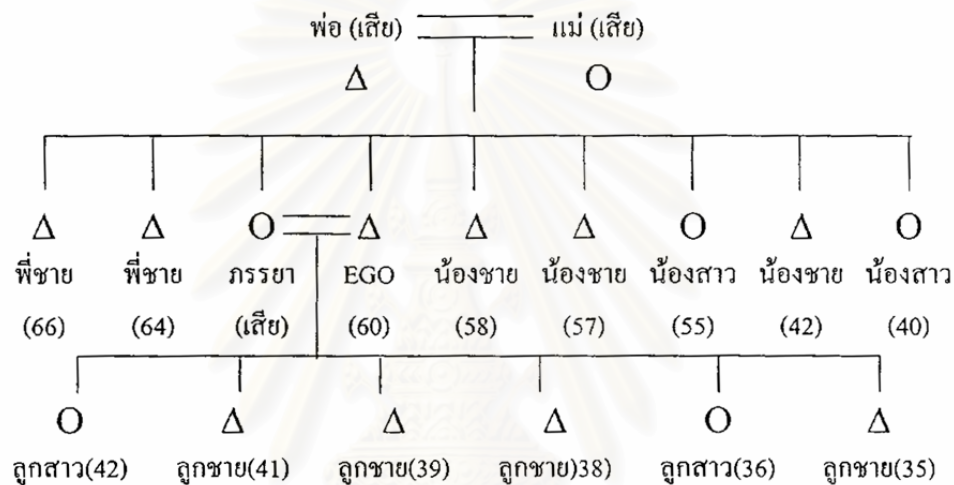 พ่อ (เสีย) แม่ (เสีย)
Δ O
Δ Δ O Δ Δ Δ O Δ O
พี่ชาย พี่ชาย ภรรยา EGO น้องชาย น้องชาย น้องสาว น้องชาย น้องสาว
(66) (64) (เสีย) (60) (58) (57) (55) (42) (40)
O Δ Δ Δ O Δ
ลูกสาว(42) ลูกชาย(41) ลูกชาย(39) ลูกชาย)38) ลูกสาว(36) ลูกชาย(35)